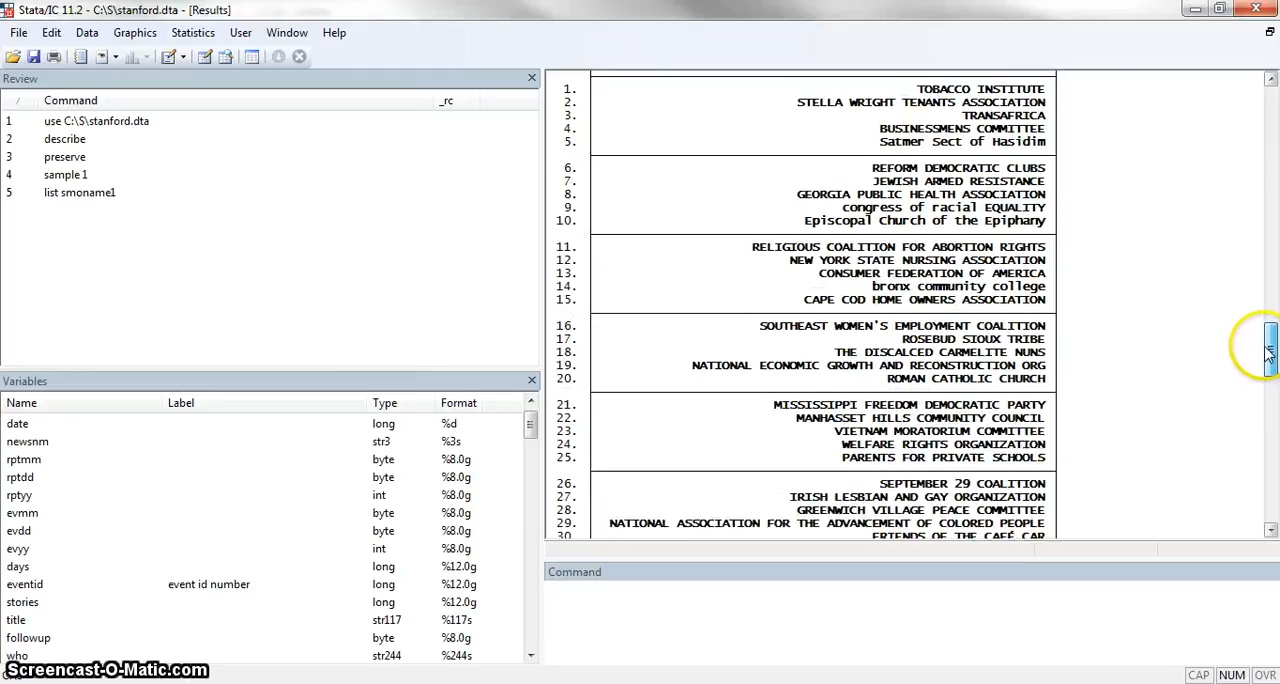 Stata/IC 11.2 - C:\S\stanford.dta - [Results]
File Edit Data Graphics Statistics User Window Help
Review
/ Command _rc
1 use C:\S\stanford.dta
2 describe
3 preserve
4 sample 1
5 list smoname1
Variables
Name Label Type Format
date long %d
newsnm str3 %3s
rptmm byte %8.0g
rptdd byte %8.0g
rptyy int %8.0g
evmm byte %8.0g
evdd byte %8.0g
evyy int %8.0g
days long %12.0g
eventid event id number long %12.0g
stories long %12.0g
title str117 %117s
followup byte %8.0g
who str244 %244s
Screencast-O-Matic.com
1. TOBACCO INSTITUTE
2. STELLA WRIGHT TENANTS ASSOCIATION
3. TRANSAFRICA
4. BUSINESSMENS COMMITTEE
5. Satmer Sect of Hasidim
6. REFORM DEMOCRATIC CLUBS
7. JEWISH ARMED RESISTANCE
8. GEORGIA PUBLIC HEALTH ASSOCIATION
9. congress of racial EQUALITY
10. Episcopal Church of the Epiphany
11. RELIGIOUS COALITION FOR ABORTION RIGHTS
12. NEW YORK STATE NURSING ASSOCIATION
13. CONSUMER FEDERATION OF AMERICA
14. bronx community college
15. CAPE COD HOME OWNERS ASSOCIATION
16. SOUTHEAST WOMEN'S EMPLOYMENT COALITION
17. ROSEBUD SIOUX TRIBE
18. THE DISCALCED CARMELITE NUNS
19. NATIONAL ECONOMIC GROWTH AND RECONSTRUCTION ORG
20. ROMAN CATHOLIC CHURCH
21. MISSISSIPPI FREEDOM DEMOCRATIC PARTY
22. MANHASSET HILLS COMMUNITY COUNCIL
23. VIETNAM MORATORIUM COMMITTEE
24. WELFARE RIGHTS ORGANIZATION
25. PARENTS FOR PRIVATE SCHOOLS
26. SEPTEMBER 29 COALITION
27. IRISH LESBIAN AND GAY ORGANIZATION
28. GREENWICH VILLAGE PEACE COMMITTEE
29. NATIONAL ASSOCIATION FOR THE ADVANCEMENT OF COLORED PEOPLE
30. FRIENDS OF THE CAFÉ CAR
Command
CAP NUM OVR